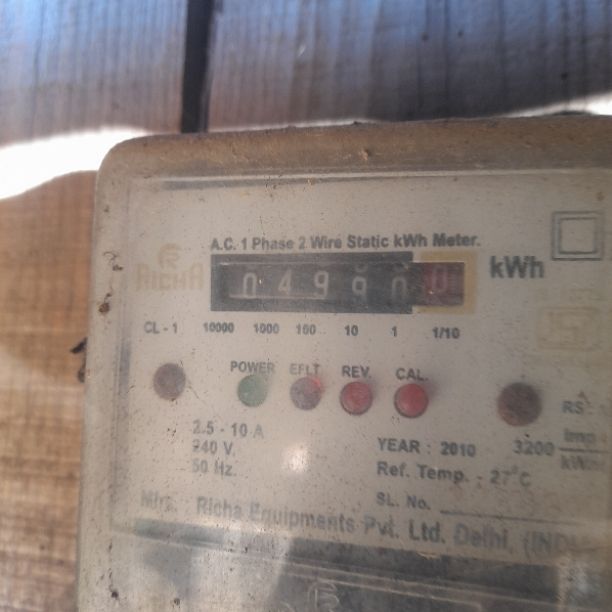 A.C. 1 Phase 2 Wire Static kWh Meter.
RICHA
0 4 9 9 0 0
kWh
CL - 1
10000 1000 100 10 1 1/10
POWER EFLT REV. CAL.
2.5 - 10 A
240 V.
50 Hz.
YEAR : 2010
3200
Ref. Temp. - 27°C
SL. No.
Mfrs. Richa Equipments Pvt. Ltd. Delhi,